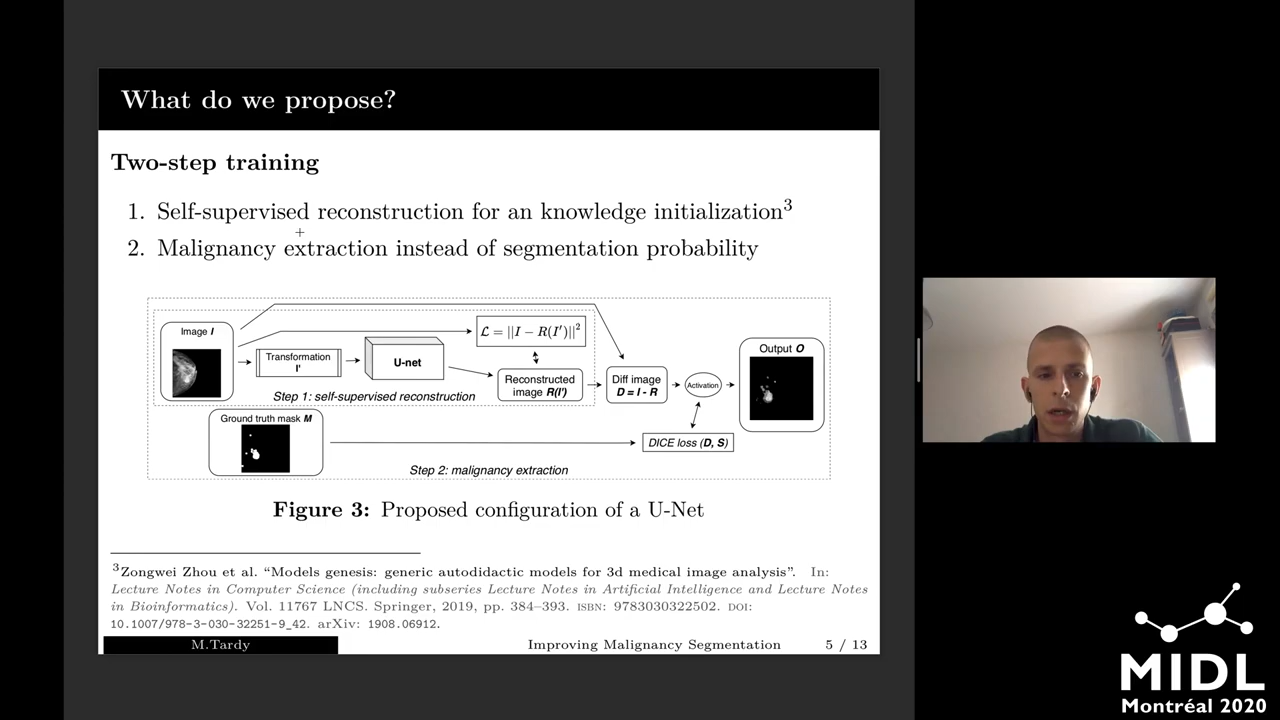 What do we propose?
Two-step training
1. Self-supervised reconstruction for an knowledge initialization³
2. Malignancy extraction instead of segmentation probability
Image I
Transformation
I'
U-net
L = ||I − R(I')||²
Reconstructed
image R(I')
Diff image
D = I - R
Activation
Output O
Step 1: self-supervised reconstruction
Ground truth mask M
DICE loss (D, S)
Step 2: malignancy extraction
Figure 3: Proposed configuration of a U-Net
³Zongwei Zhou et al. “Models genesis: generic autodidactic models for 3d medical image analysis”. In:
Lecture Notes in Computer Science (including subseries Lecture Notes in Artificial Intelligence and Lecture Notes
in Bioinformatics). Vol. 11767 LNCS. Springer, 2019, pp. 384–393. ISBN: 9783030322502. DOI:
10.1007/978-3-030-32251-9_42. arXiv: 1908.06912.
M.Tardy
Improving Malignancy Segmentation
5 / 13
MIDL
Montréal 2020